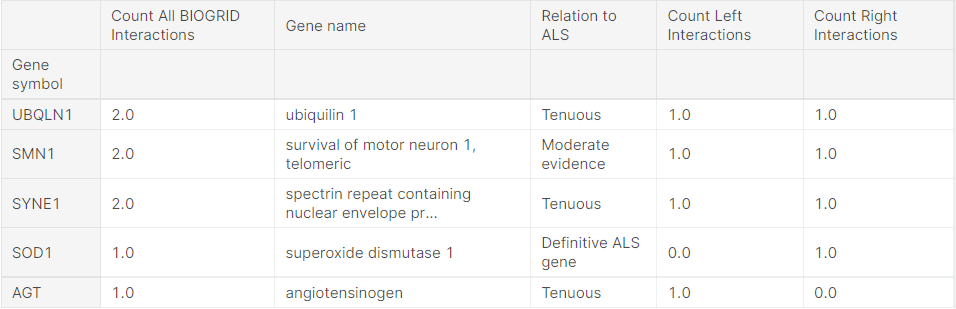 Count All BIOGRID Interactions Gene name Relation to ALS Count Left Interactions Count Right Interactions
Gene symbol
UBQLN1 2.0 ubiquilin 1 Tenuous 1.0 1.0
SMN1 2.0 survival of motor neuron 1, telomeric Moderate evidence 1.0 1.0
SYNE1 2.0 spectrin repeat containing nuclear envelope pr... Tenuous 1.0 1.0
SOD1 1.0 superoxide dismutase 1 Definitive ALS gene 0.0 1.0
AGT 1.0 angiotensinogen Tenuous 1.0 0.0